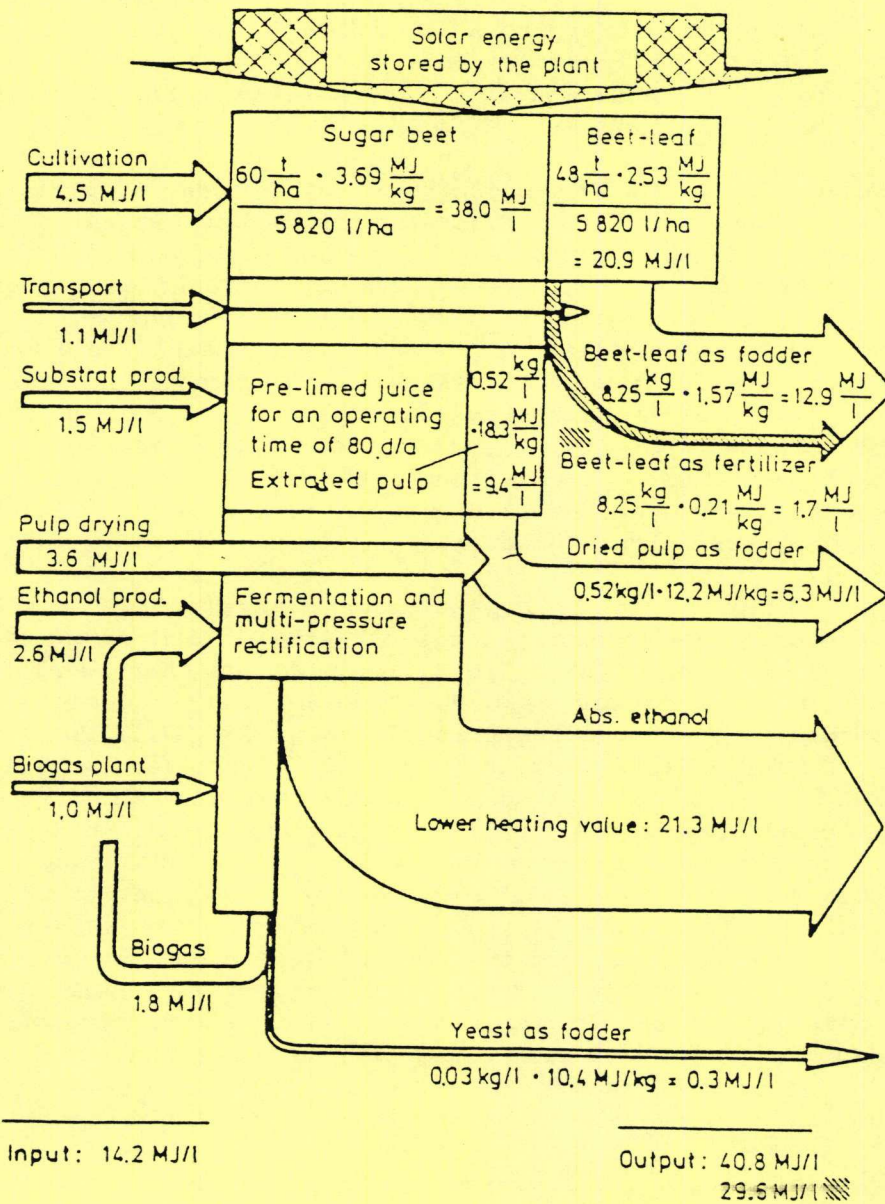 Solar energy
stored by the plant
Sugar beet
60 t/ha · 3.69 MJ/kg
5 820 l/ha
= 38.0 MJ/l
Beet-leaf
48 t/ha · 2.53 MJ/kg
5 820 l/ha
= 20.9 MJ/l
Cultivation
4.5 MJ/l
Transport
1.1 MJ/l
Substrat prod.
1.5 MJ/l
Pre-limed juice
for an operating
time of 80 d/a
Extrated pulp
0.52 kg/l
·18.3 MJ/kg
= 9.4 MJ/l
Beet-leaf as fodder
8.25 kg/l · 1.57 MJ/kg = 12.9 MJ/l
Beet-leaf as fertilizer
8.25 kg/l · 0.21 MJ/kg = 1.7 MJ/l
Pulp drying
3.6 MJ/l
Dried pulp as fodder
0.52 kg/l · 12.2 MJ/kg = 6.3 MJ/l
Ethanol prod.
2.6 MJ/l
Fermentation and
multi-pressure
rectification
Abs. ethanol
Lower heating value: 21.3 MJ/l
Biogas plant
1.0 MJ/l
Biogas
1.8 MJ/l
Yeast as fodder
0.03 kg/l · 10.4 MJ/kg = 0.3 MJ/l
Input: 14.2 MJ/l
Output: 40.8 MJ/l
29.6 MJ/l